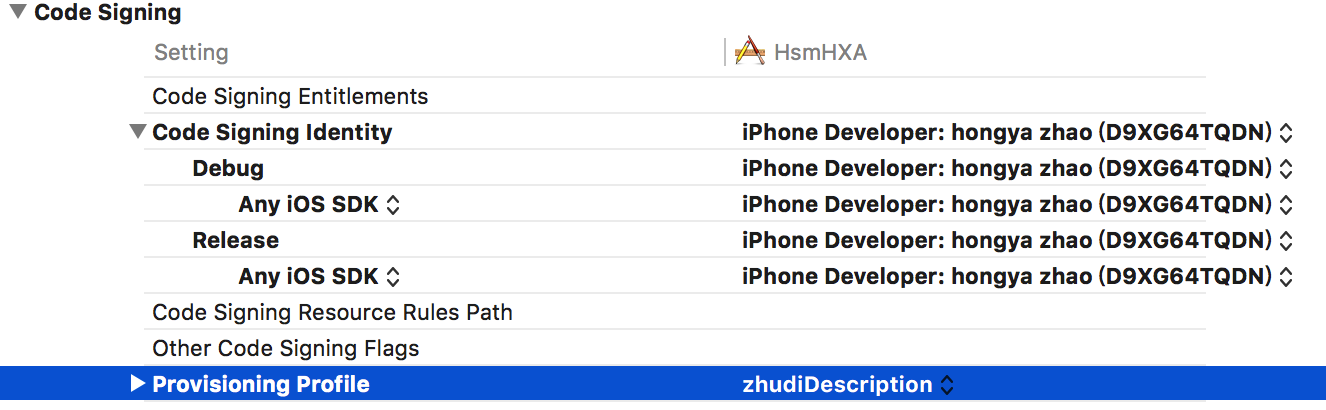 Code Signing
Setting HsmHXA
Code Signing Entitlements
Code Signing Identity iPhone Developer: hongya zhao (D9XG64TQDN)
Debug iPhone Developer: hongya zhao (D9XG64TQDN)
Any iOS SDK iPhone Developer: hongya zhao (D9XG64TQDN)
Release iPhone Developer: hongya zhao (D9XG64TQDN)
Any iOS SDK iPhone Developer: hongya zhao (D9XG64TQDN)
Code Signing Resource Rules Path
Other Code Signing Flags
Provisioning Profile zhudiDescription